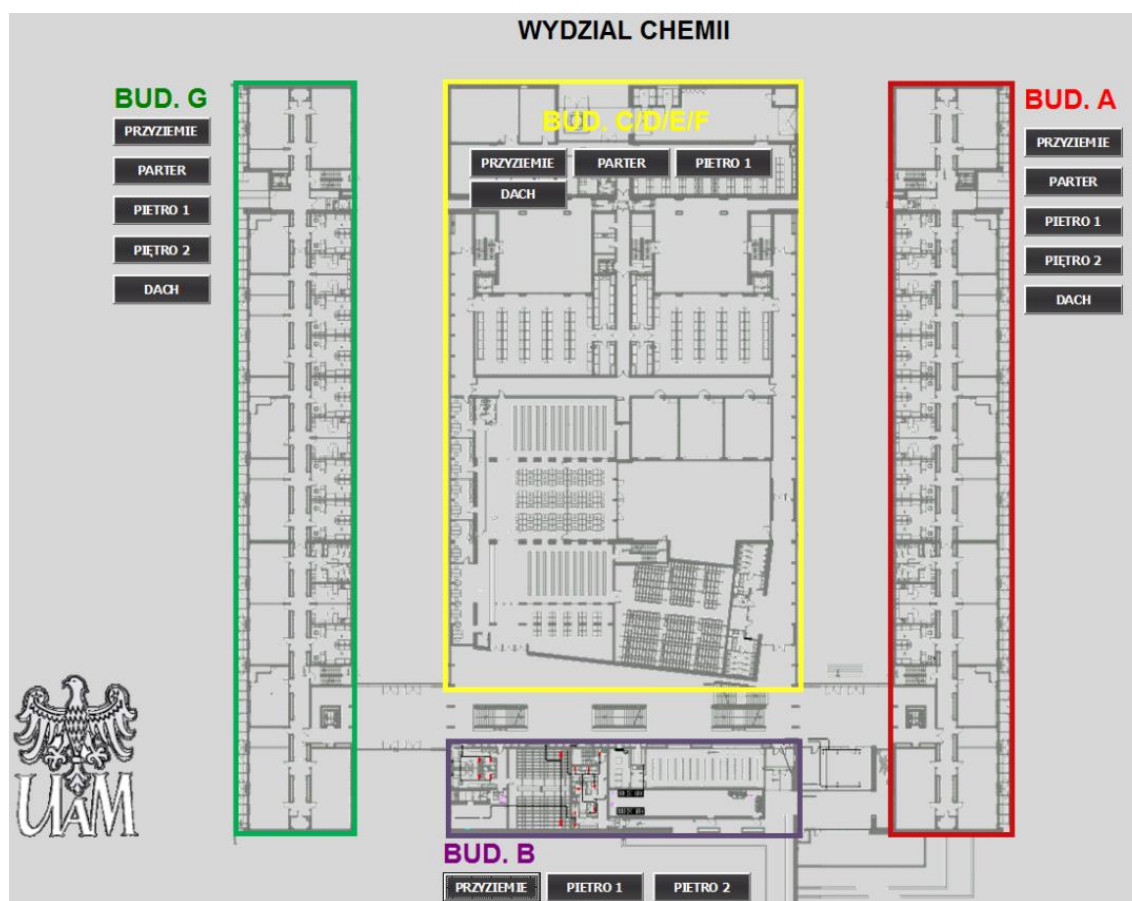 WYDZIAL CHEMII
BUD. G
PRZYZIEMIE
PARTER
PIETRO 1
PIĘTRO 2
DACH
BUD. C/D/E/F
PRZYZIEMIE PARTER PIETRO 1
DACH
BUD. A
PRZYZIEMIE
PARTER
PIETRO 1
PIĘTRO 2
DACH
UAM
BUD. B
PRZYZIEMIE PIETRO 1 PIETRO 2